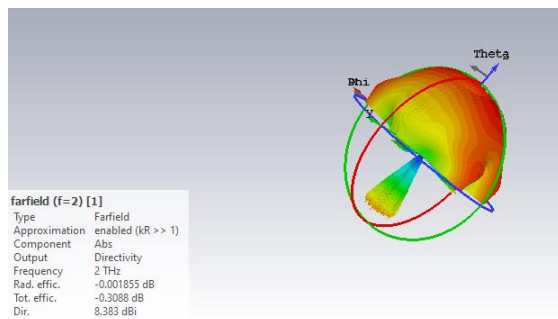 Theta
Phi
Y
farfield (f=2) [1]
Type Farfield
Approximation enabled (kR >> 1)
Component Abs
Output Directivity
Frequency 2 THz
Rad. effic. -0.001855 dB
Tot. effic. -0.3088 dB
Dir. 8.383 dBi